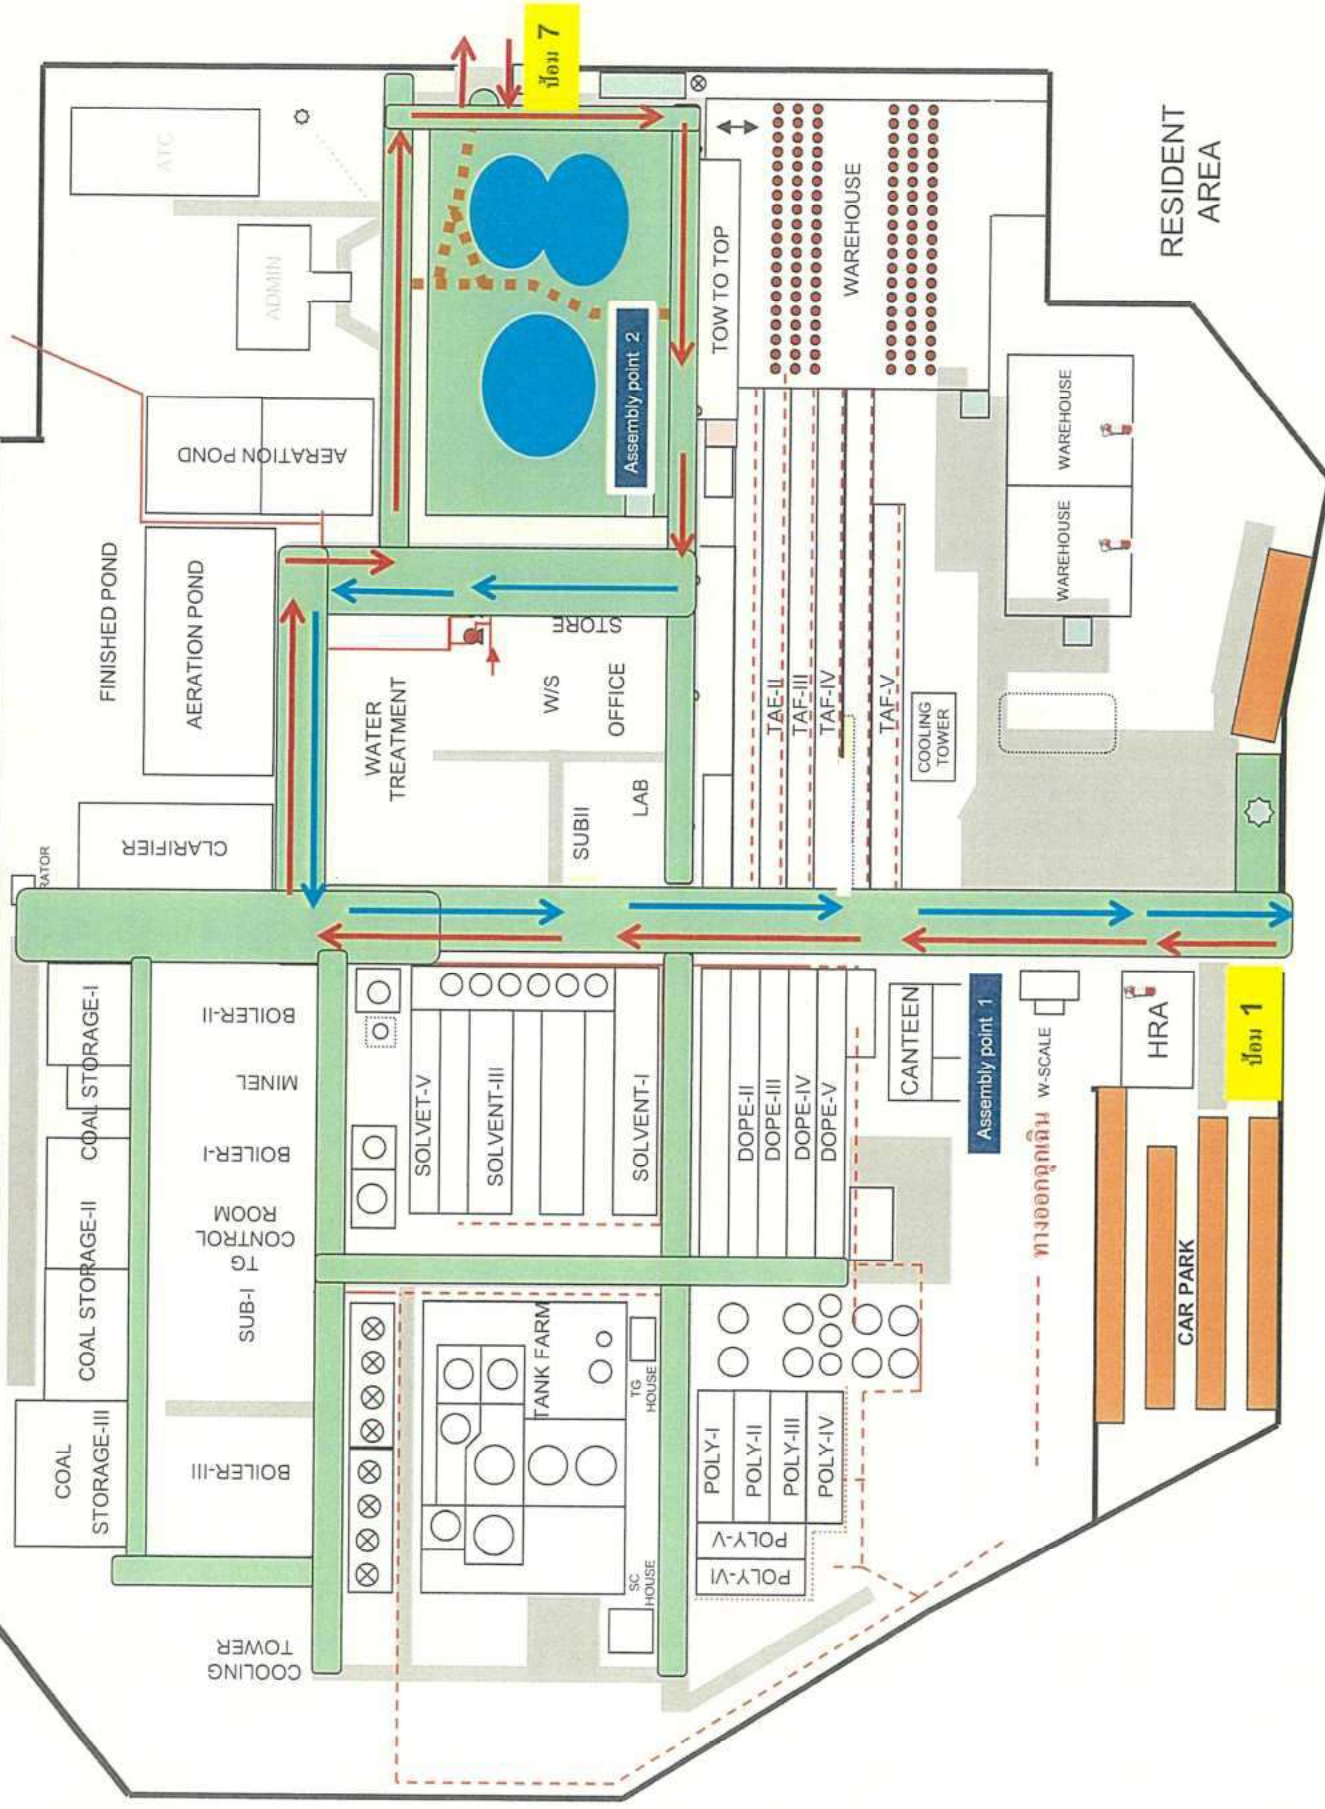 ป้อม 7
ATC
ADMIN
AERATION POND
FINISHED POND
AERATION POND
CLARIFIER
RATOR
Assembly point 2
TOW TO TOP
WAREHOUSE
RESIDENT
AREA
WAREHOUSE
WAREHOUSE
WATER
TREATMENT
STORE
W/S
OFFICE
SUBII
LAB
TAE-II
TAF-III
TAF-IV
TAF-V
COOLING
TOWER
COAL STORAGE-I
COAL STORAGE-II
COAL
STORAGE-III
BOILER-II
MINEL
BOILER-I
TG
CONTROL
ROOM
SUB-I
BOILER-III
COOLING
TOWER
SOLVET-V
SOLVENT-III
SOLVENT-I
DOPE-II
DOPE-III
DOPE-IV
DOPE-V
CANTEEN
Assembly point 1
W-SCALE
ทางออกฉุกเฉิน
HRA
ป้อม 1
CAR PARK
TANK FARM
TG
HOUSE
SC
HOUSE
POLY-I
POLY-II
POLY-III
POLY-IV
POLY-V
POLY-VI